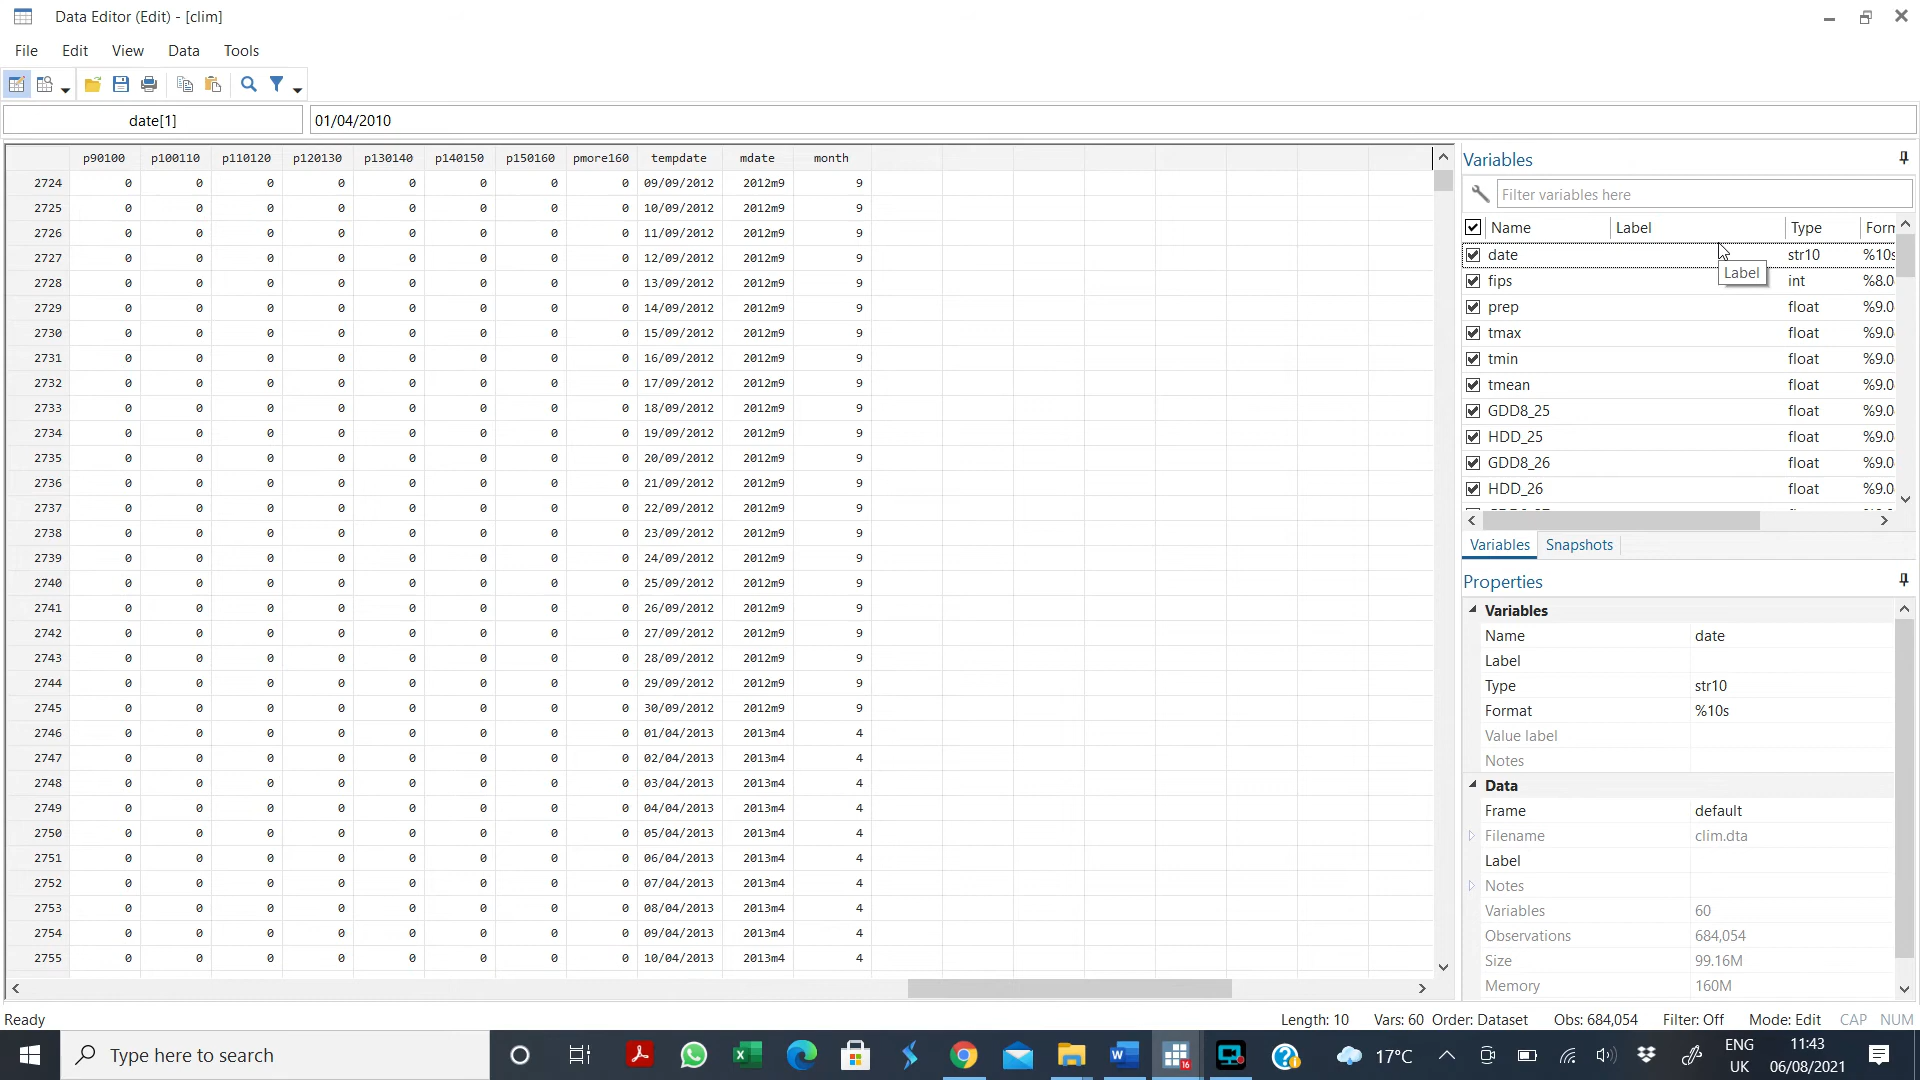 Data Editor (Edit) - [clim]
File Edit View Data Tools
date[1] 01/04/2010
p90100 p100110 p110120 p120130 p130140 p140150 p150160 pmore160 tempdate mdate month
2724 0 0 0 0 0 0 0 0 09/09/2012 2012m9 9
2725 0 0 0 0 0 0 0 0 10/09/2012 2012m9 9
2726 0 0 0 0 0 0 0 0 11/09/2012 2012m9 9
2727 0 0 0 0 0 0 0 0 12/09/2012 2012m9 9
2728 0 0 0 0 0 0 0 0 13/09/2012 2012m9 9
2729 0 0 0 0 0 0 0 0 14/09/2012 2012m9 9
2730 0 0 0 0 0 0 0 0 15/09/2012 2012m9 9
2731 0 0 0 0 0 0 0 0 16/09/2012 2012m9 9
2732 0 0 0 0 0 0 0 0 17/09/2012 2012m9 9
2733 0 0 0 0 0 0 0 0 18/09/2012 2012m9 9
2734 0 0 0 0 0 0 0 0 19/09/2012 2012m9 9
2735 0 0 0 0 0 0 0 0 20/09/2012 2012m9 9
2736 0 0 0 0 0 0 0 0 21/09/2012 2012m9 9
2737 0 0 0 0 0 0 0 0 22/09/2012 2012m9 9
2738 0 0 0 0 0 0 0 0 23/09/2012 2012m9 9
2739 0 0 0 0 0 0 0 0 24/09/2012 2012m9 9
2740 0 0 0 0 0 0 0 0 25/09/2012 2012m9 9
2741 0 0 0 0 0 0 0 0 26/09/2012 2012m9 9
2742 0 0 0 0 0 0 0 0 27/09/2012 2012m9 9
2743 0 0 0 0 0 0 0 0 28/09/2012 2012m9 9
2744 0 0 0 0 0 0 0 0 29/09/2012 2012m9 9
2745 0 0 0 0 0 0 0 0 30/09/2012 2012m9 9
2746 0 0 0 0 0 0 0 0 01/04/2013 2013m4 4
2747 0 0 0 0 0 0 0 0 02/04/2013 2013m4 4
2748 0 0 0 0 0 0 0 0 03/04/2013 2013m4 4
2749 0 0 0 0 0 0 0 0 04/04/2013 2013m4 4
2750 0 0 0 0 0 0 0 0 05/04/2013 2013m4 4
2751 0 0 0 0 0 0 0 0 06/04/2013 2013m4 4
2752 0 0 0 0 0 0 0 0 07/04/2013 2013m4 4
2753 0 0 0 0 0 0 0 0 08/04/2013 2013m4 4
2754 0 0 0 0 0 0 0 0 09/04/2013 2013m4 4
2755 0 0 0 0 0 0 0 0 10/04/2013 2013m4 4
Variables
Filter variables here
Name Label Type Form
date str10 %10s
Label
fips int %8.0
prep float %9.0
tmax float %9.0
tmin float %9.0
tmean float %9.0
GDD8_25 float %9.0
HDD_25 float %9.0
GDD8_26 float %9.0
HDD_26 float %9.0
Variables Snapshots
Properties
Variables
Name date
Label
Type str10
Format %10s
Value label
Notes
Data
Frame default
Filename clim.dta
Label
Notes
Variables 60
Observations 684,054
Size 99.16M
Memory 160M
Ready Length: 10 Vars: 60 Order: Dataset Obs: 684,054 Filter: Off Mode: Edit CAP NUM
Type here to search
16
17°C
ENG
UK
11:43
06/08/2021